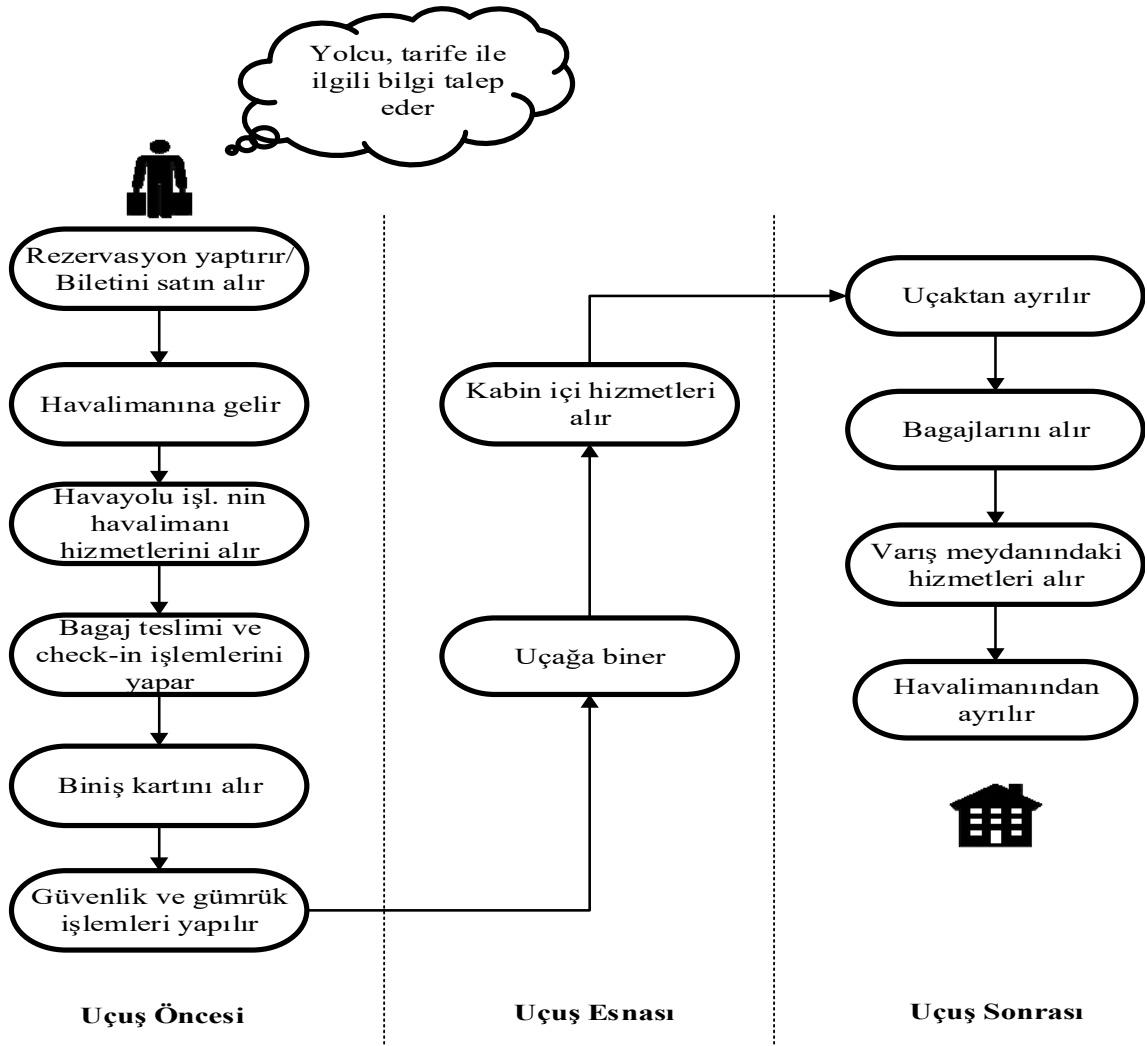 Yolcu, tarife ile
ilgili bilgi talep
eder
Rezervasyon yaptırır/
Biletini satın alır
Havalimanına gelir
Havayolu işl. nin
havalimanı
hizmetlerini alır
Bagaj teslimi ve
check-in işlemlerini
yapar
Biniş kartını alır
Güvenlik ve gümrük
işlemleri yapılır
Uçuş Öncesi
Kabin içi hizmetleri
alır
Uçağa biner
Uçuş Esnası
Uçaktan ayrılır
Bagajlarını alır
Varış meydanındaki
hizmetleri alır
Havalimanından
ayrılır
Uçuş Sonrası